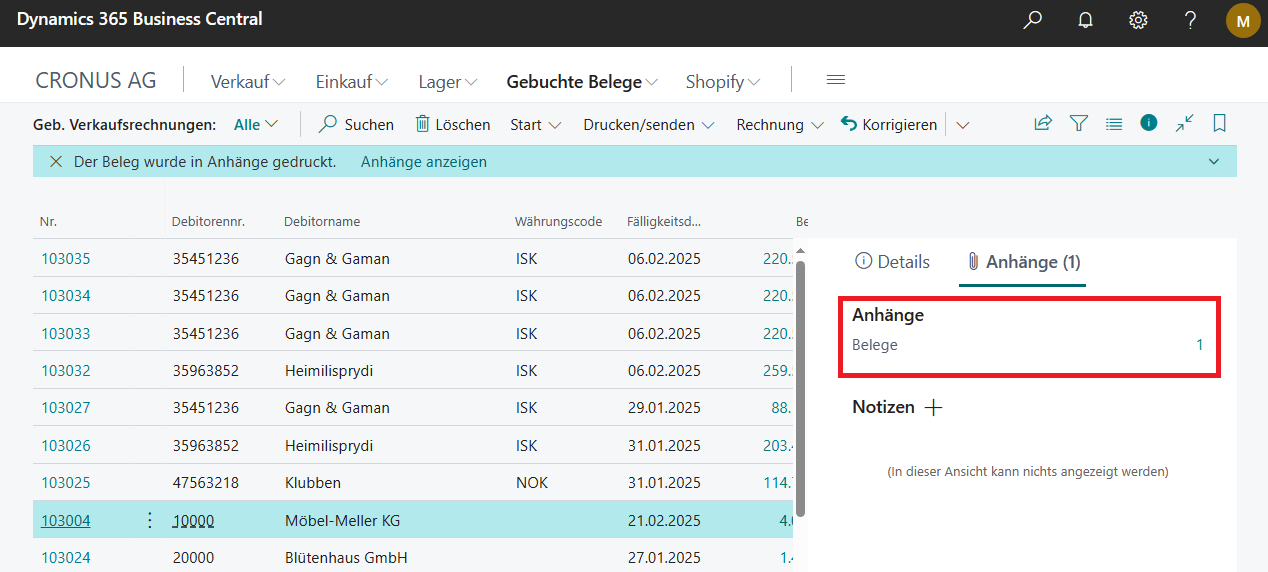 Dynamics 365 Business Central
M
CRONUS AG Verkauf Einkauf Lager Gebuchte Belege Shopify
Geb. Verkaufsrechnungen: Alle Suchen Löschen Start Drucken/senden Rechnung Korrigieren
Der Beleg wurde in Anhänge gedruckt. Anhänge anzeigen
Nr. Debitorennr. Debitorname Währungscode Fälligkeitsd... Be
103035 35451236 Gagn & Gaman ISK 06.02.2025 220.
103034 35451236 Gagn & Gaman ISK 06.02.2025 220.
103033 35451236 Gagn & Gaman ISK 06.02.2025 220.
103032 35963852 Heimilisprydi ISK 06.02.2025 259.
103027 35451236 Gagn & Gaman ISK 29.01.2025 88.
103026 35963852 Heimilisprydi ISK 31.01.2025 203.
103025 47563218 Klubben NOK 31.01.2025 114.
103004 10000 Möbel-Meller KG 21.02.2025 4.
103024 20000 Blütenhaus GmbH 27.01.2025 1.
Details Anhänge (1)
Anhänge
Belege 1
Notizen
(In dieser Ansicht kann nichts angezeigt werden)